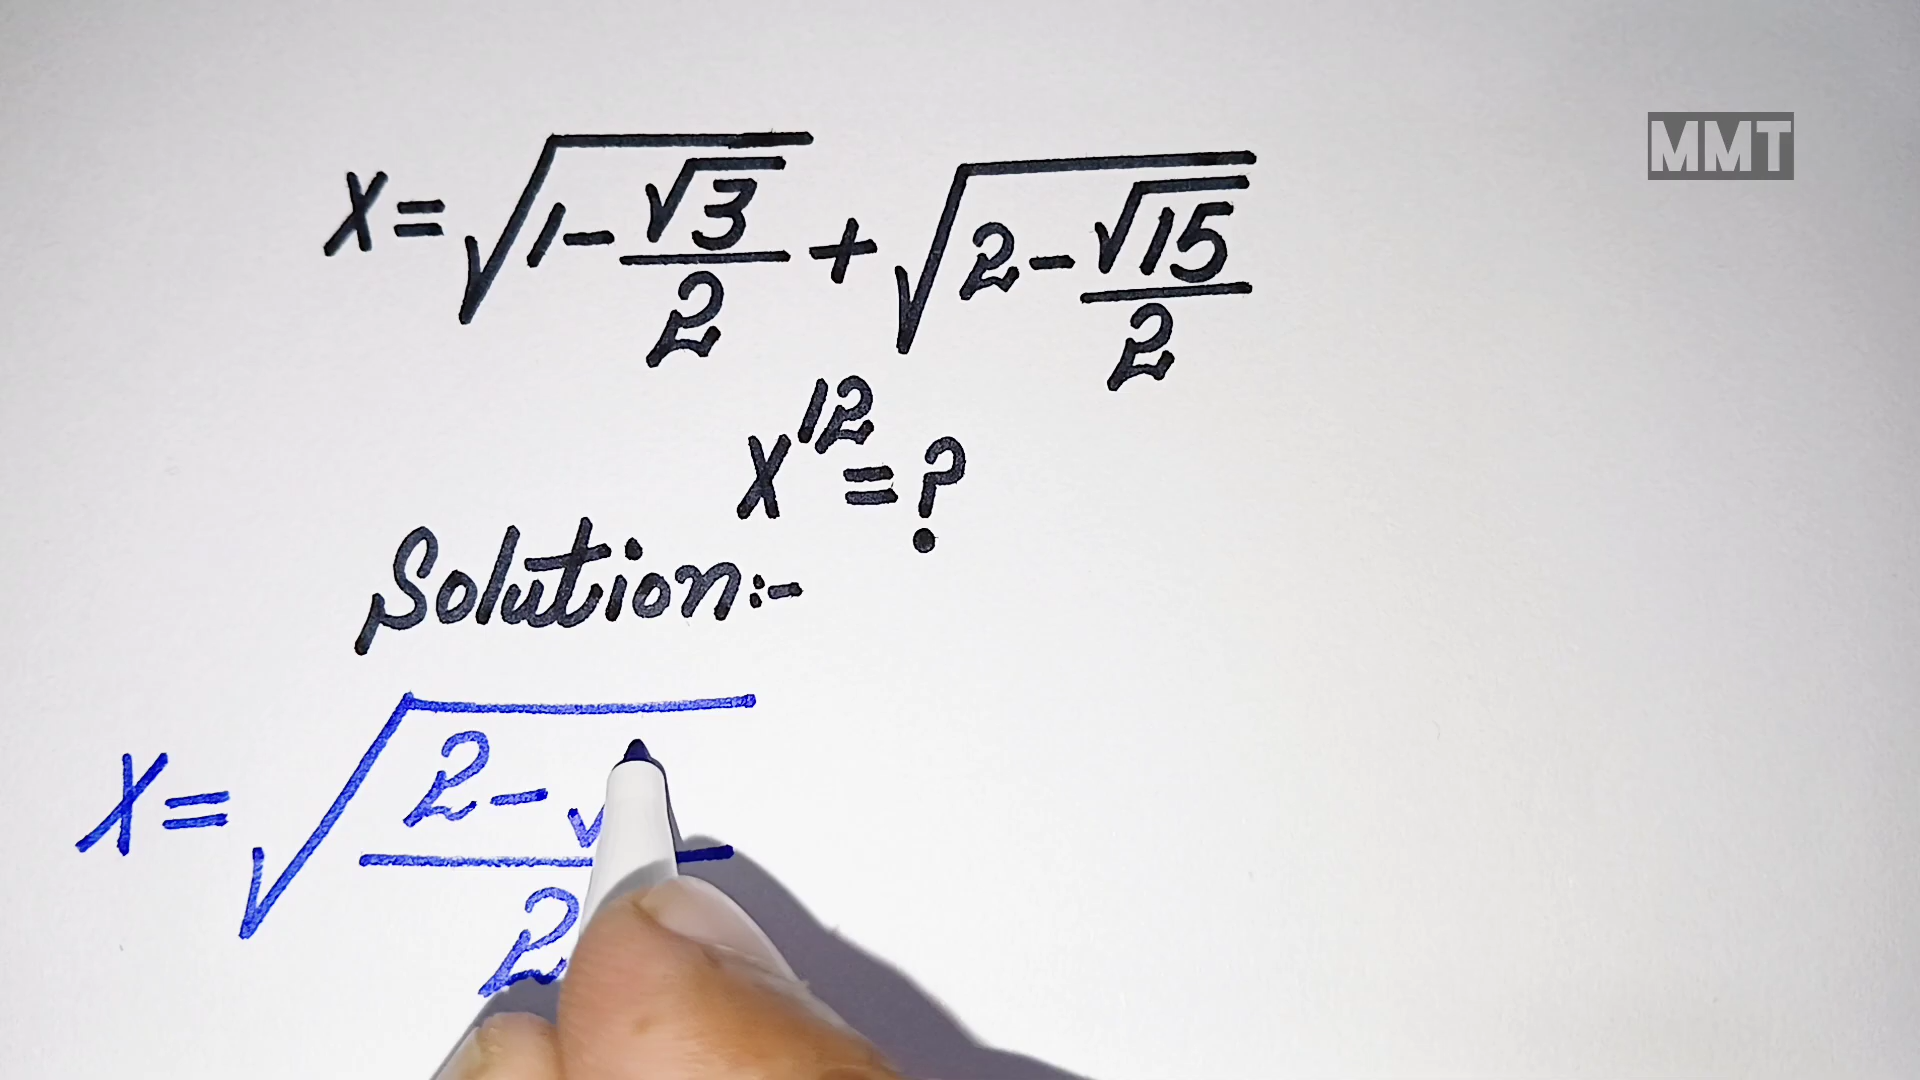 MMT
x = √(1 - √3/2) + √(2 - √15/2)
x^12 = ?
Solution:-
x = √((2 - √)/2)